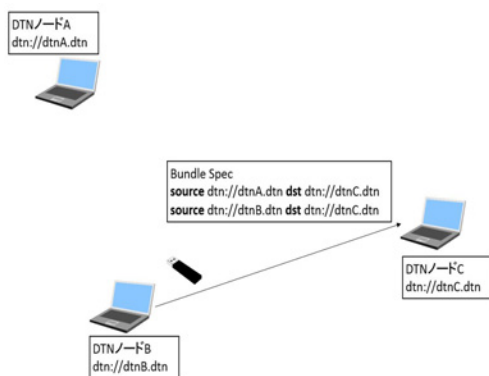 DTNノードA
dtn://dtnA.dtn
Bundle Spec
source dtn://dtnA.dtn dst dtn://dtnC.dtn
source dtn://dtnB.dtn dst dtn://dtnC.dtn
DTNノードC
dtn://dtnC.dtn
DTNノードB
dtn://dtnB.dtn